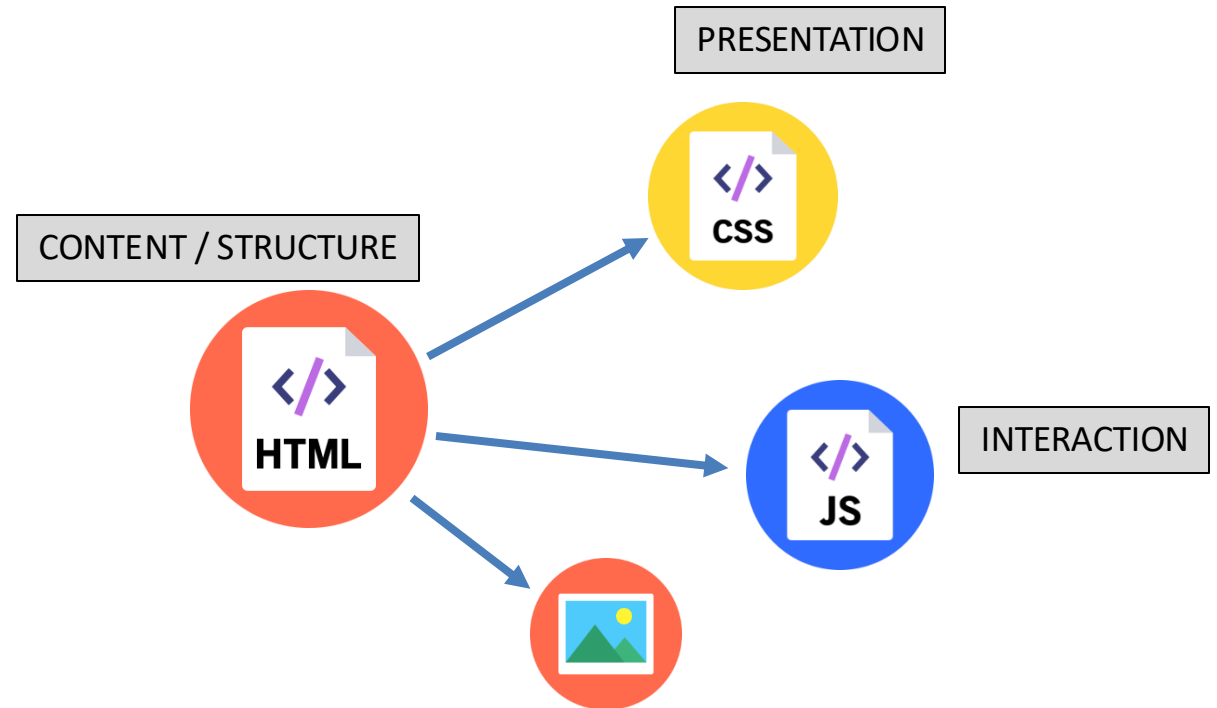 PRESENTATION
</>
CSS
CONTENT / STRUCTURE
</>
HTML
</>
JS
INTERACTION